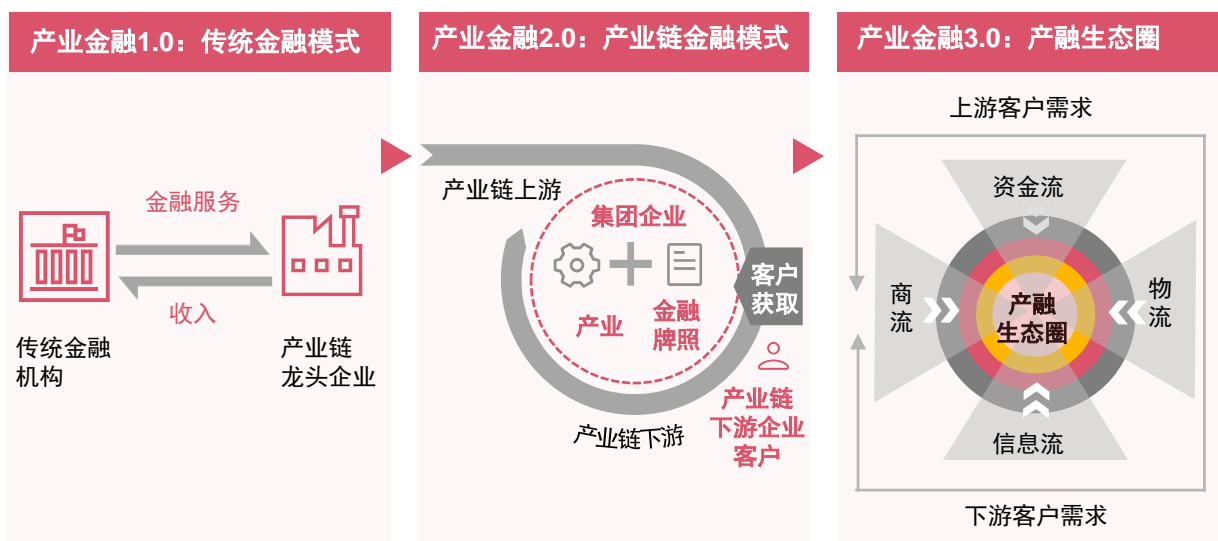 产业金融1.0：传统金融模式
金融服务
收入
传统金融
机构
产业链
龙头企业
产业金融2.0：产业链金融模式
产业链上游
集团企业
产业
金融
牌照
客户
获取
产业链
下游企业
客户
产业链下游
产业金融3.0：产融生态圈
上游客户需求
资金流
商
流
产融
生态圈
物
流
信息流
下游客户需求